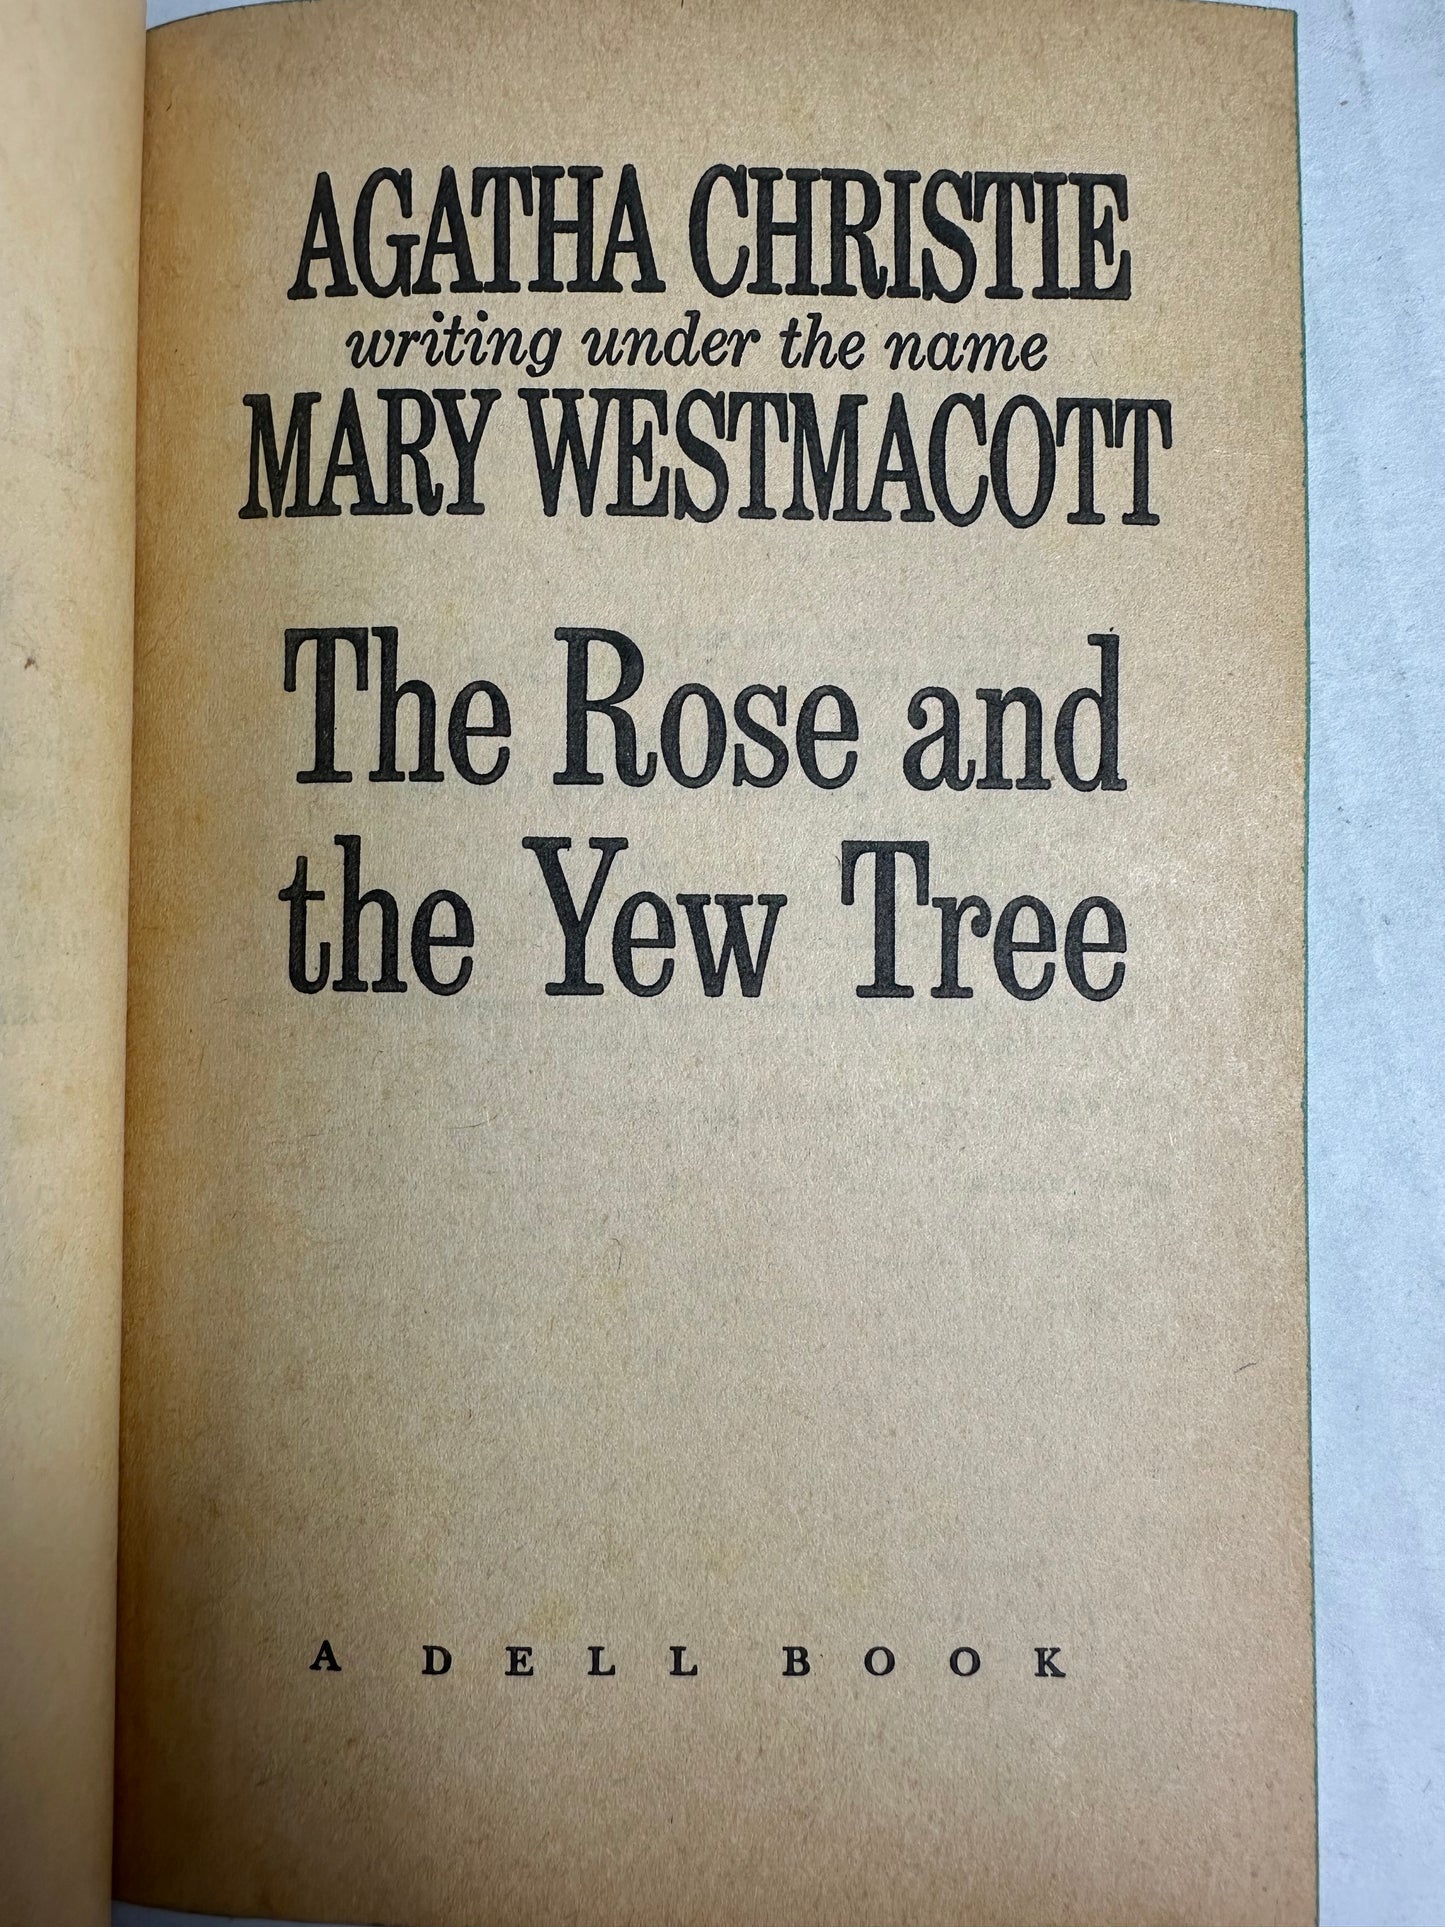 AGATHA CHRISTIE
writing under the name
MARY WESTMACOTT
The Rose and
the Yew Tree
A DELL BOOK